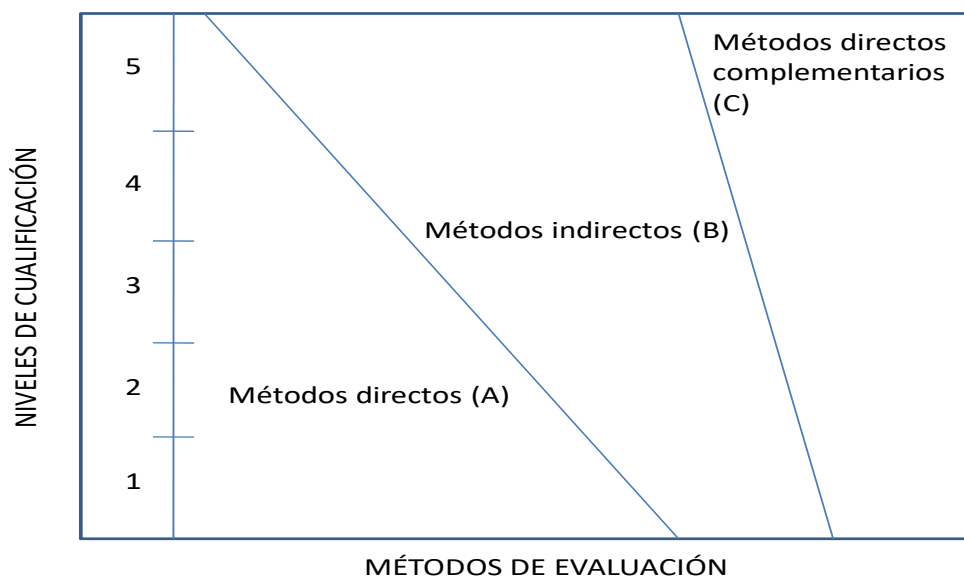 NIVELES DE CUALIFICACIÓN
5
4
3
2
1
Métodos directos
complementarios
(C)
Métodos indirectos (B)
Métodos directos (A)
MÉTODOS DE EVALUACIÓN